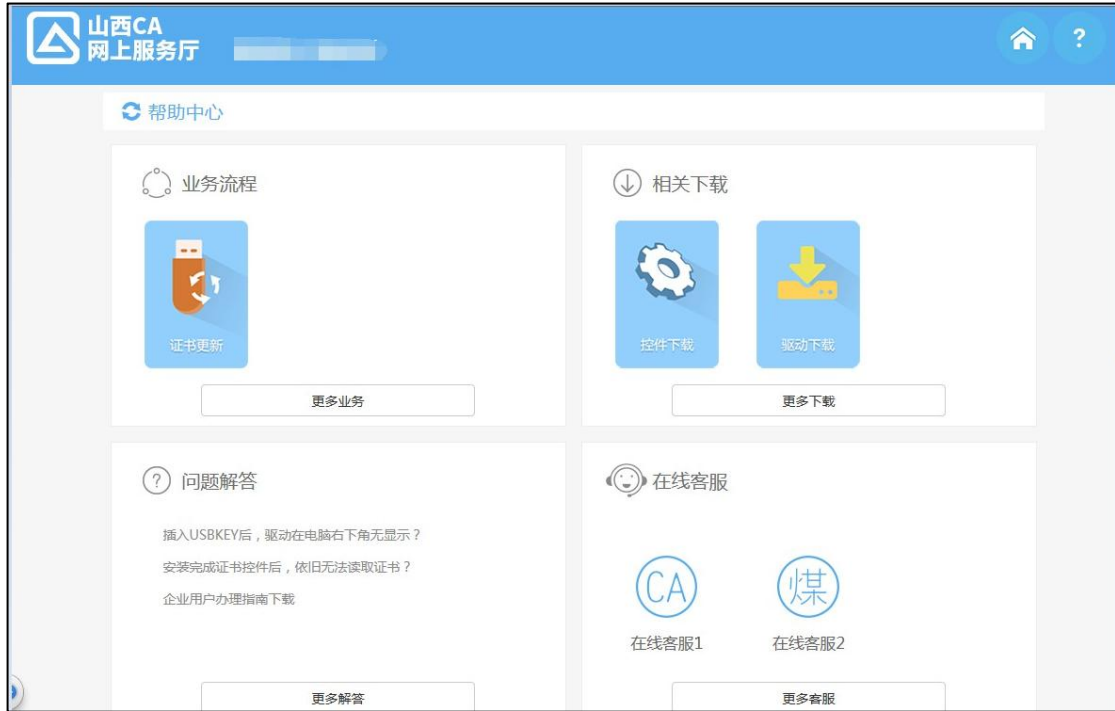 山西CA
网上服务厅
?
帮助中心
业务流程
证书更新
更多业务
相关下载
控件下载
驱动下载
更多下载
? 问题解答
插入USBKEY后，驱动在电脑右下角无显示？
安装完成证书控件后，依旧无法读取证书？
企业用户办理指南下载
更多解答
在线客服
CA
煤
在线客服1
在线客服2
更多客服